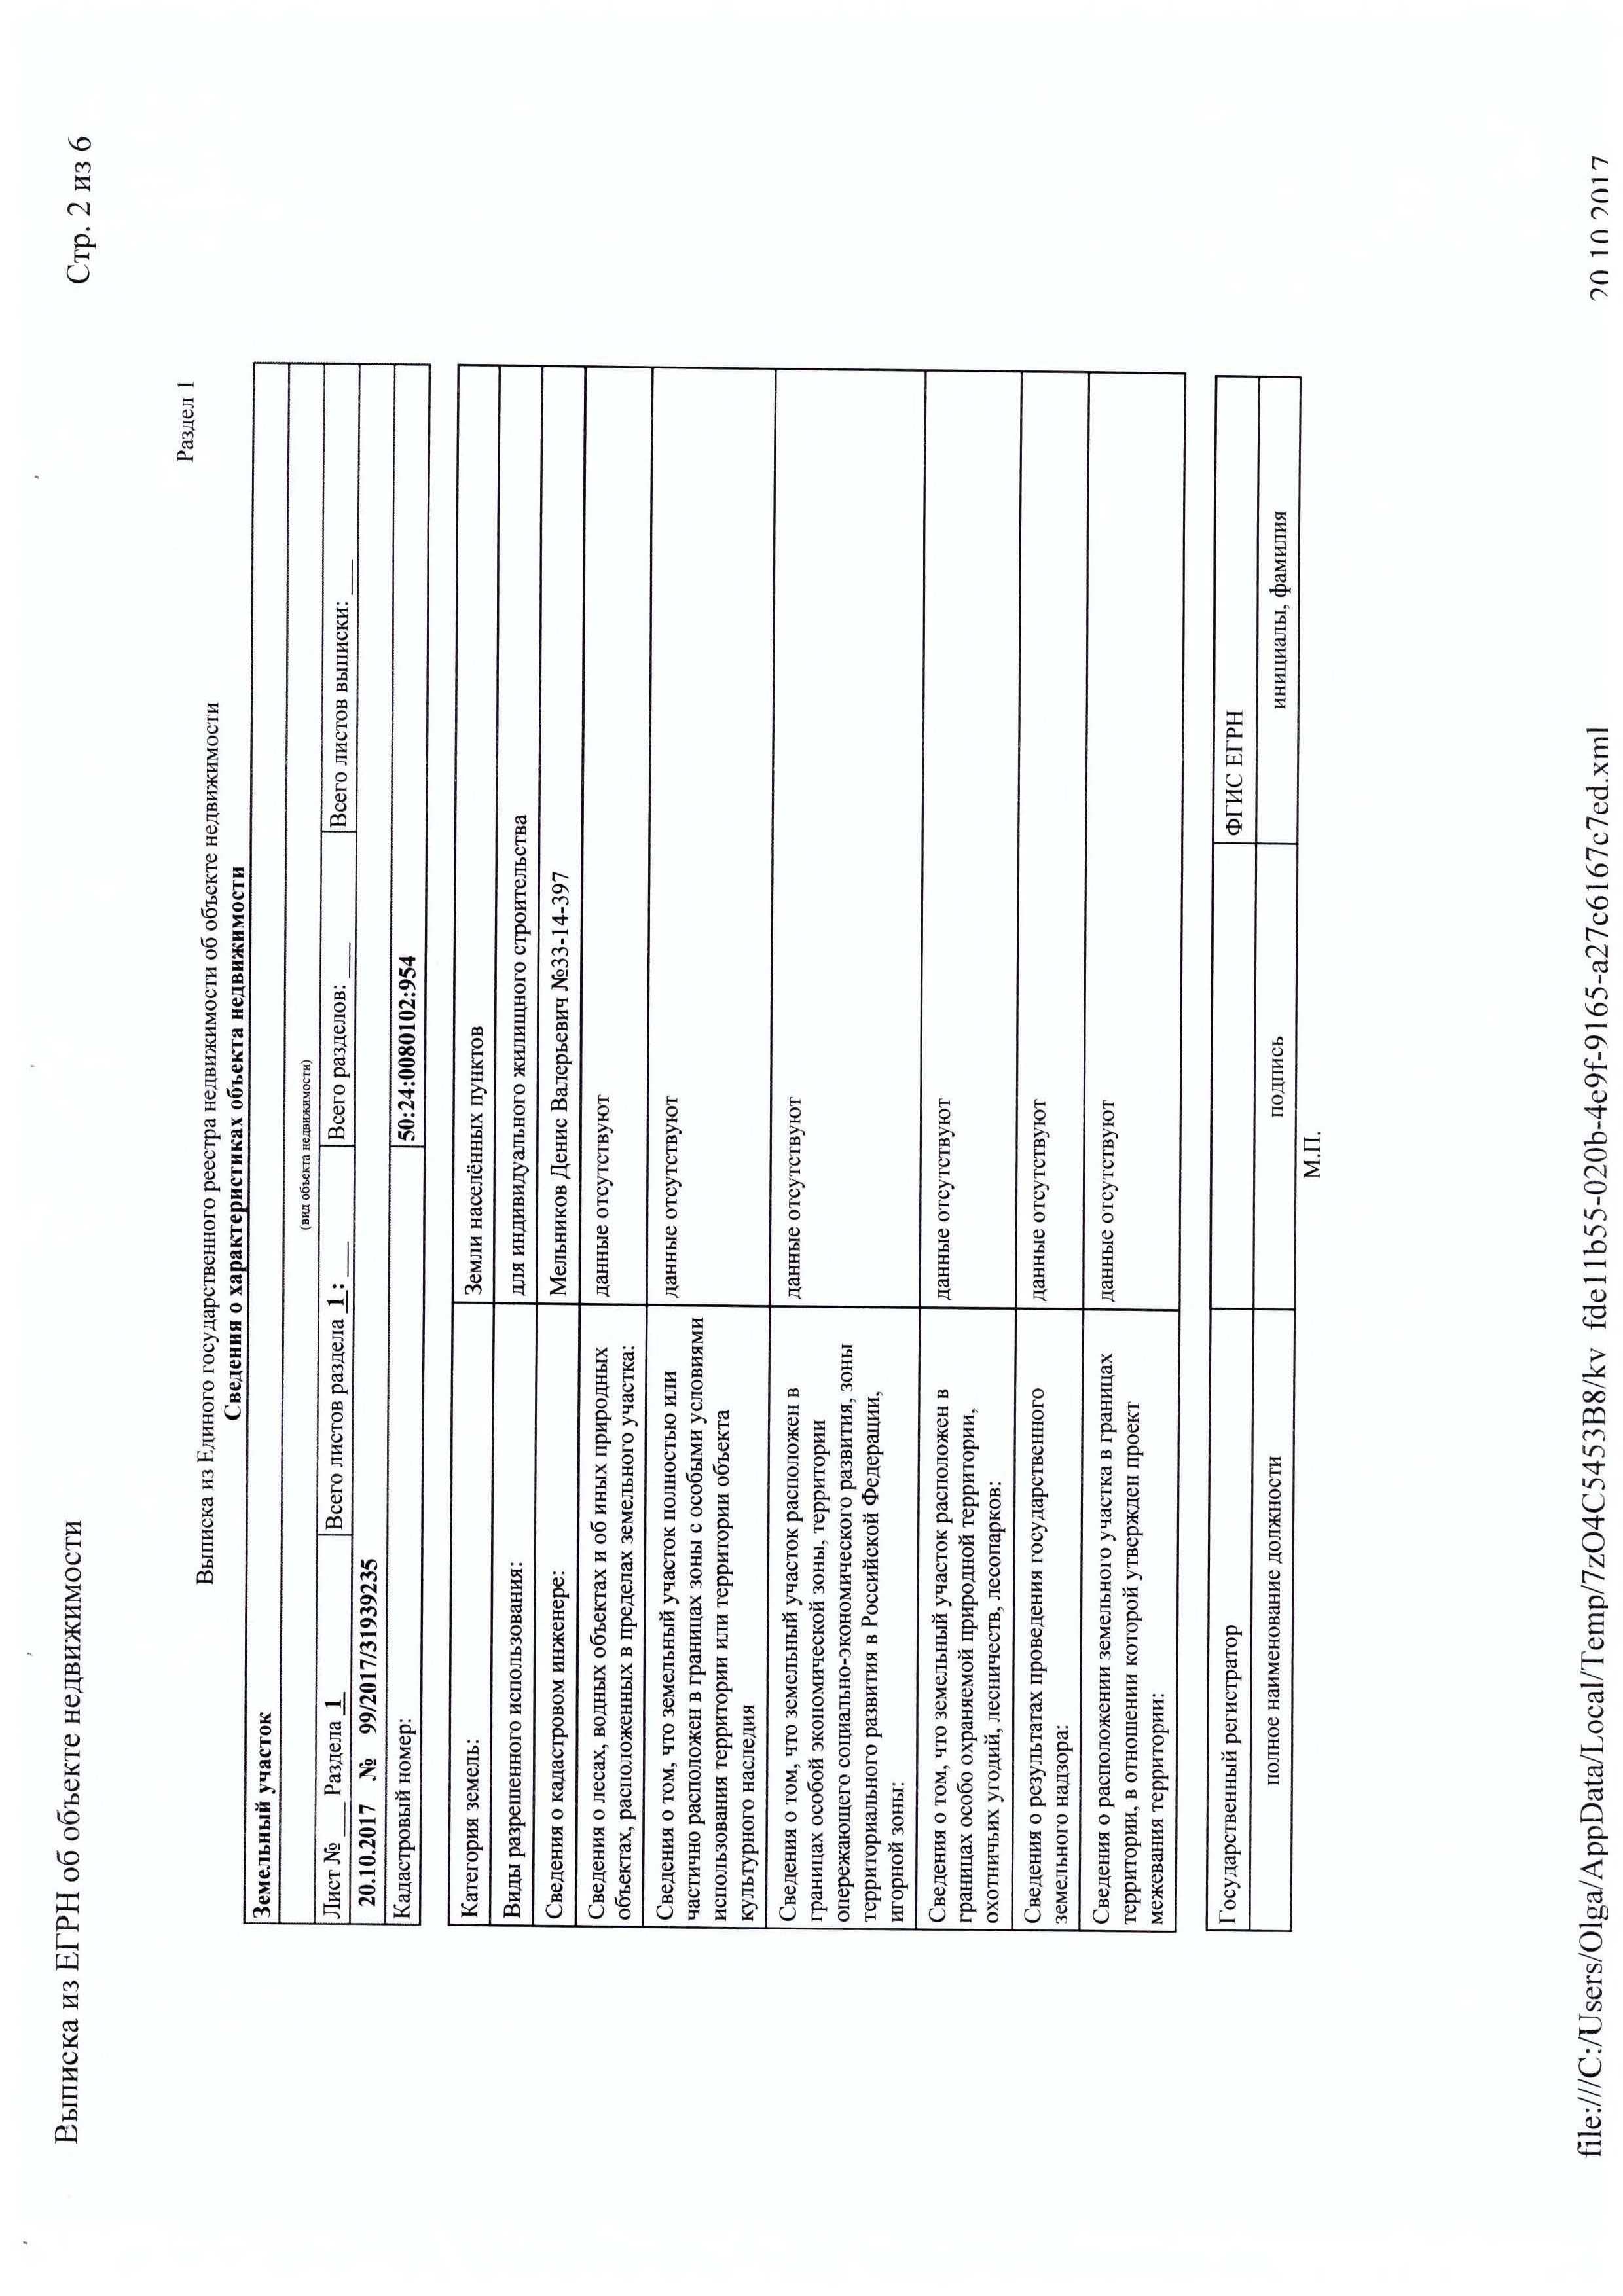 Выписка из ЕГРН об объекте недвижимости
Стр. 2 из 6
Раздел 1
Выписка из Единого государственного реестра недвижимости об объекте недвижимости
Сведения о характеристиках объекта недвижимости
Земельный участок
(вид объекта недвижимости)
Лист № ___ Раздела 1
Всего листов раздела 1 : ___
Всего разделов: ___
Всего листов выписки: ___
20.10.2017 № 99/2017/31939235
Кадастровый номер:
50:24:0080102:954
Категория земель:
Земли населённых пунктов
Виды разрешенного использования:
для индивидуального жилищного строительства
Сведения о кадастровом инженере:
Мельников Денис Валерьевич №33-14-397
Сведения о лесах, водных объектах и об иных природных
объектах, расположенных в пределах земельного участка:
данные отсутствуют
Сведения о том, что земельный участок полностью или
частично расположен в границах зоны с особыми условиями
использования территории или территории объекта
культурного наследия
данные отсутствуют
Сведения о том, что земельный участок расположен в
границах особой экономической зоны, территории
опережающего социально-экономического развития, зоны
территориального развития в Российской Федерации,
игорной зоны:
данные отсутствуют
Сведения о том, что земельный участок расположен в
границах особо охраняемой природной территории,
охотничьих угодий, лесничеств, лесопарков:
данные отсутствуют
Сведения о результатах проведения государственного
земельного надзора:
данные отсутствуют
Сведения о расположении земельного участка в границах
территории, в отношении которой утвержден проект
межевания территории:
данные отсутствуют
Государственный регистратор
ФГИС ЕГРН
полное наименование должности
подпись
инициалы, фамилия
М.П.
file:///C:/Users/Olga/AppData/Local/Temp/7zO4C5453B8/kv_fde11b55-020b-4e9f-9165-a27c6167c7ed.xml
20.10.2017